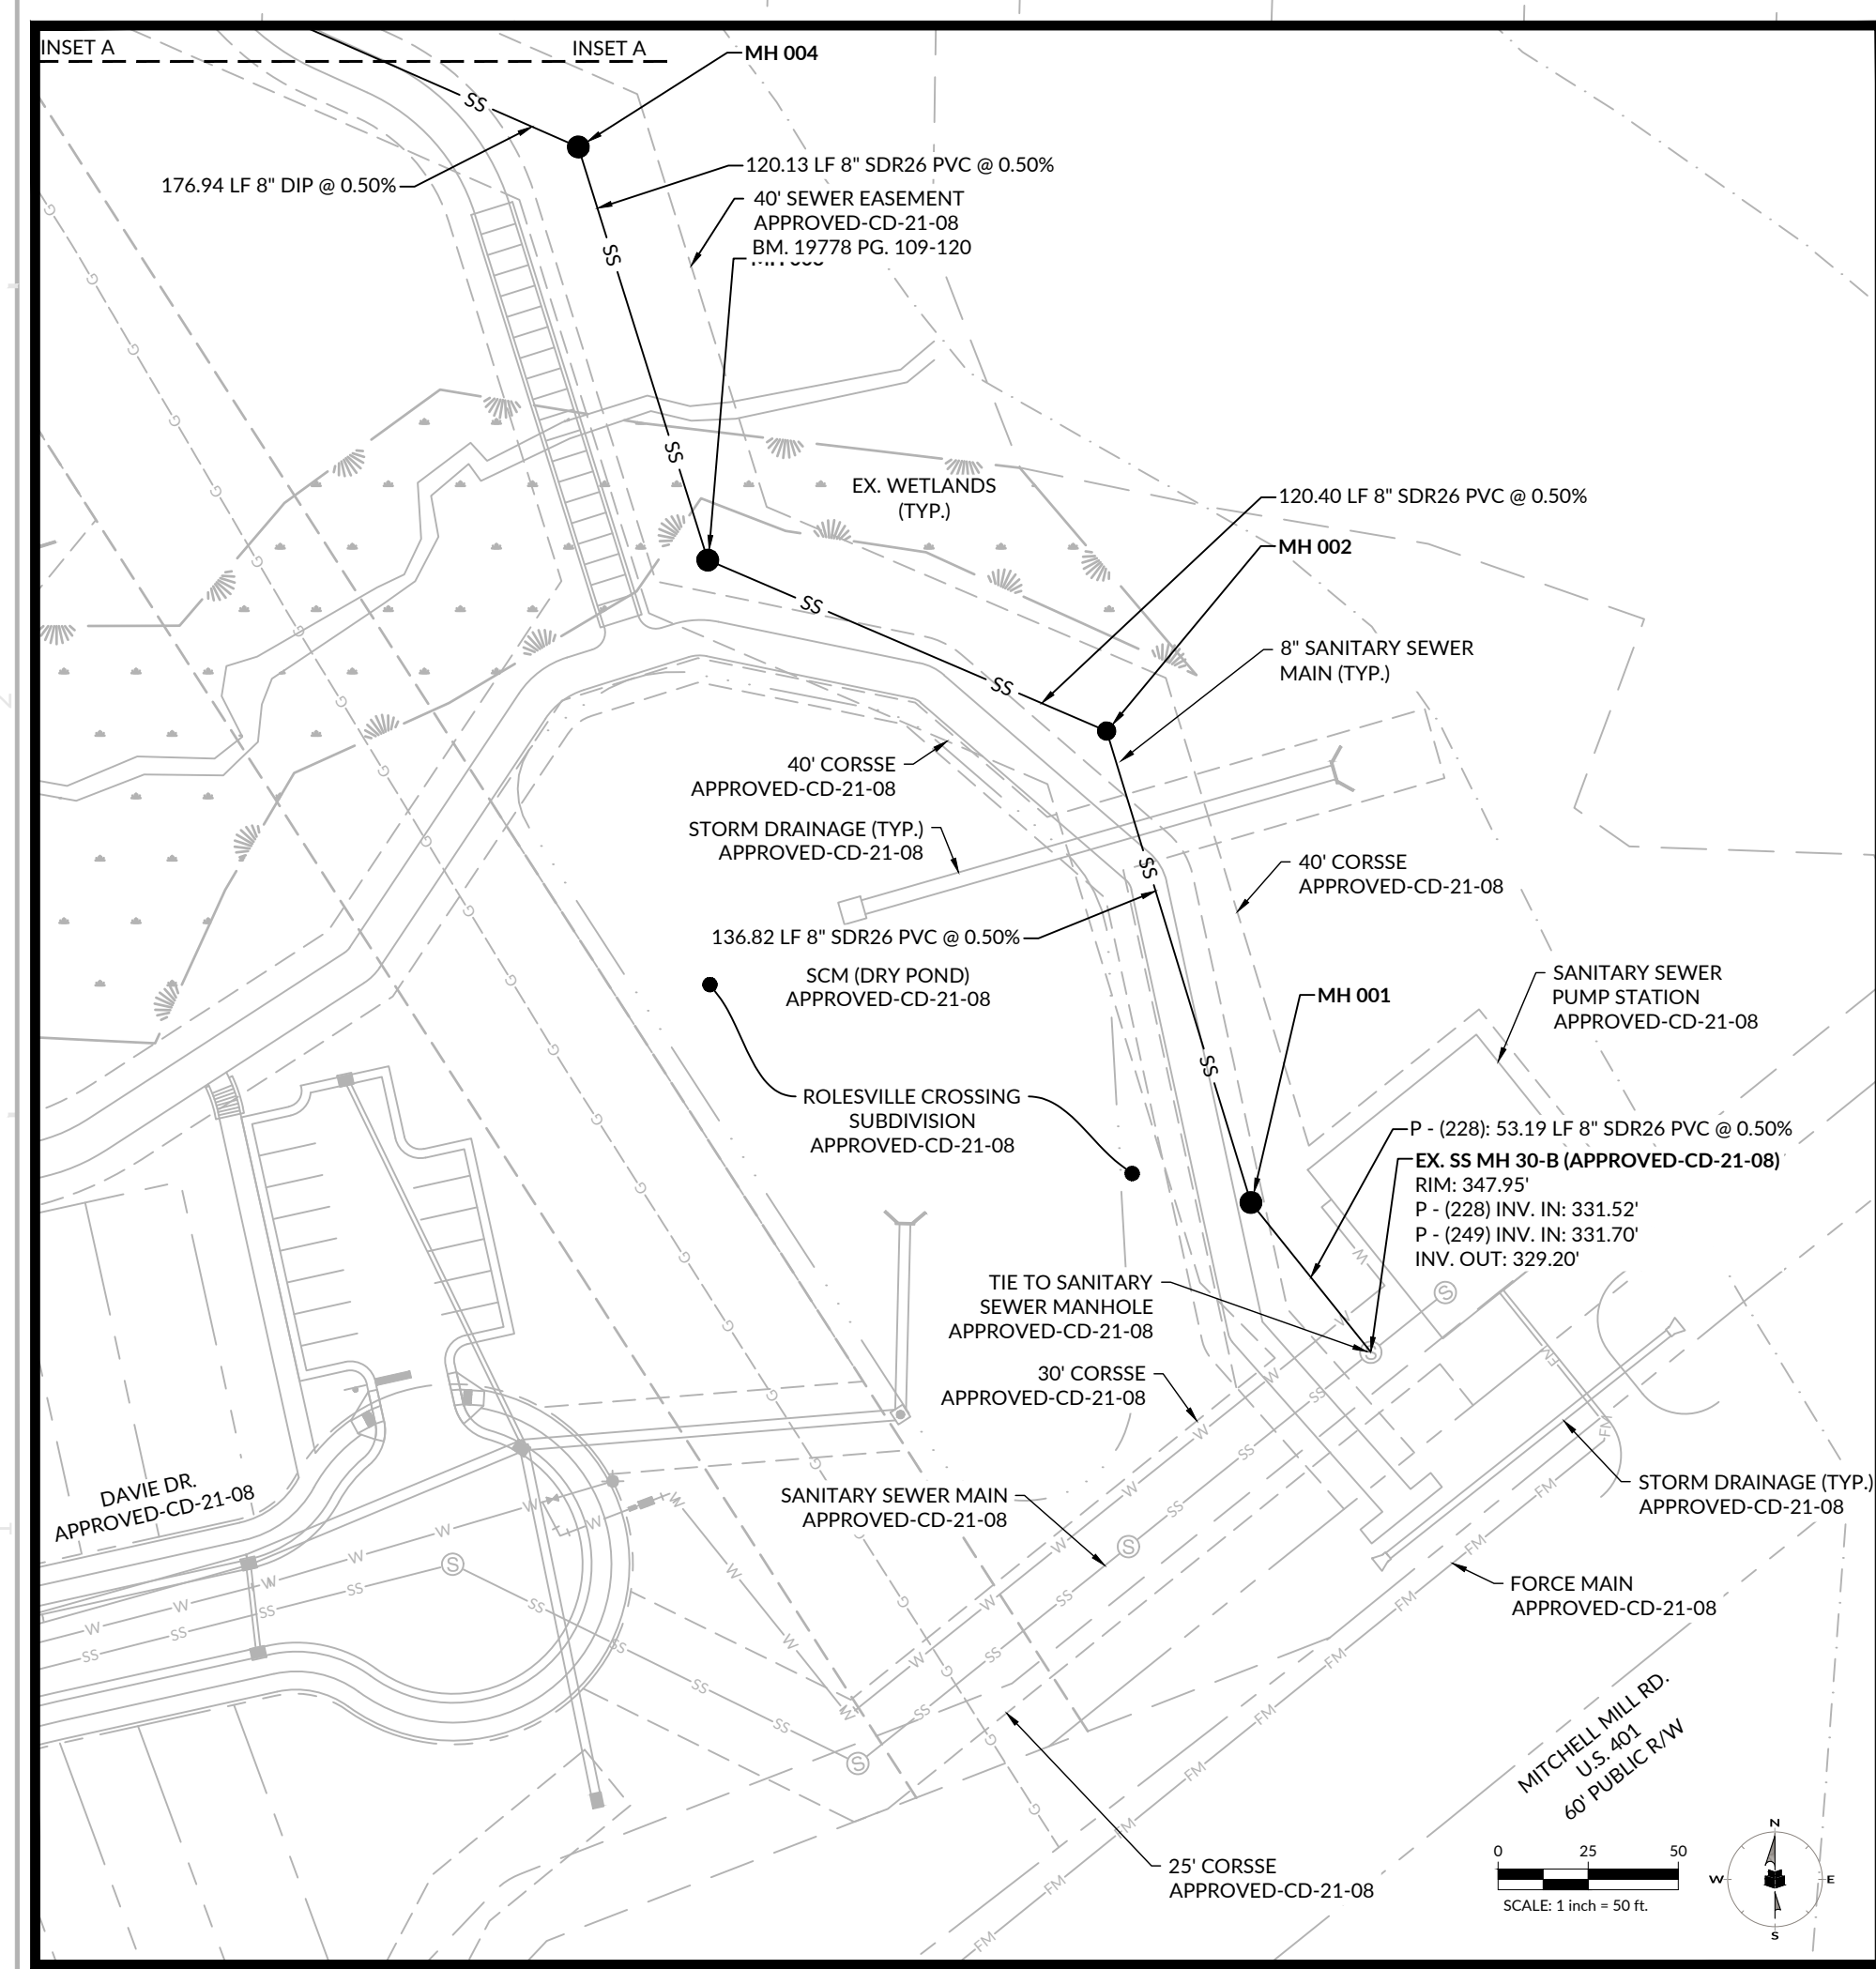 INSET A
INSET A
MH 004
SS
176.94 LF 8" DIP @ 0.50%
120.13 LF 8" SDR26 PVC @ 0.50%
40' SEWER EASEMENT
APPROVED-CD-21-08
BM. 19778 PG. 109-120
SS
SS
EX. WETLANDS
(TYP.)
120.40 LF 8" SDR26 PVC @ 0.50%
MH 002
SS
8" SANITARY SEWER
MAIN (TYP.)
SS
40' CORSSE
APPROVED-CD-21-08
STORM DRAINAGE (TYP.)
APPROVED-CD-21-08
SS
40' CORSSE
APPROVED-CD-21-08
136.82 LF 8" SDR26 PVC @ 0.50%
SCM (DRY POND)
APPROVED-CD-21-08
MH 001
SANITARY SEWER
PUMP STATION
APPROVED-CD-21-08
SS
ROLESVILLE CROSSING
SUBDIVISION
APPROVED-CD-21-08
P - (228): 53.19 LF 8" SDR26 PVC @ 0.50%
EX. SS MH 30-B (APPROVED-CD-21-08)
RIM: 347.95'
P - (228) INV. IN: 331.52'
P - (249) INV. IN: 331.70'
INV. OUT: 329.20'
TIE TO SANITARY
SEWER MANHOLE
APPROVED-CD-21-08
30' CORSSE
APPROVED-CD-21-08
DAVIE DR.
APPROVED-CD-21-08
SANITARY SEWER MAIN
APPROVED-CD-21-08
STORM DRAINAGE (TYP.)
APPROVED-CD-21-08
FORCE MAIN
APPROVED-CD-21-08
MITCHELL MILL RD.
U.S. 401
60' PUBLIC R/W
25' CORSSE
APPROVED-CD-21-08
0 25 50
SCALE: 1 inch = 50 ft.
N
W E
S